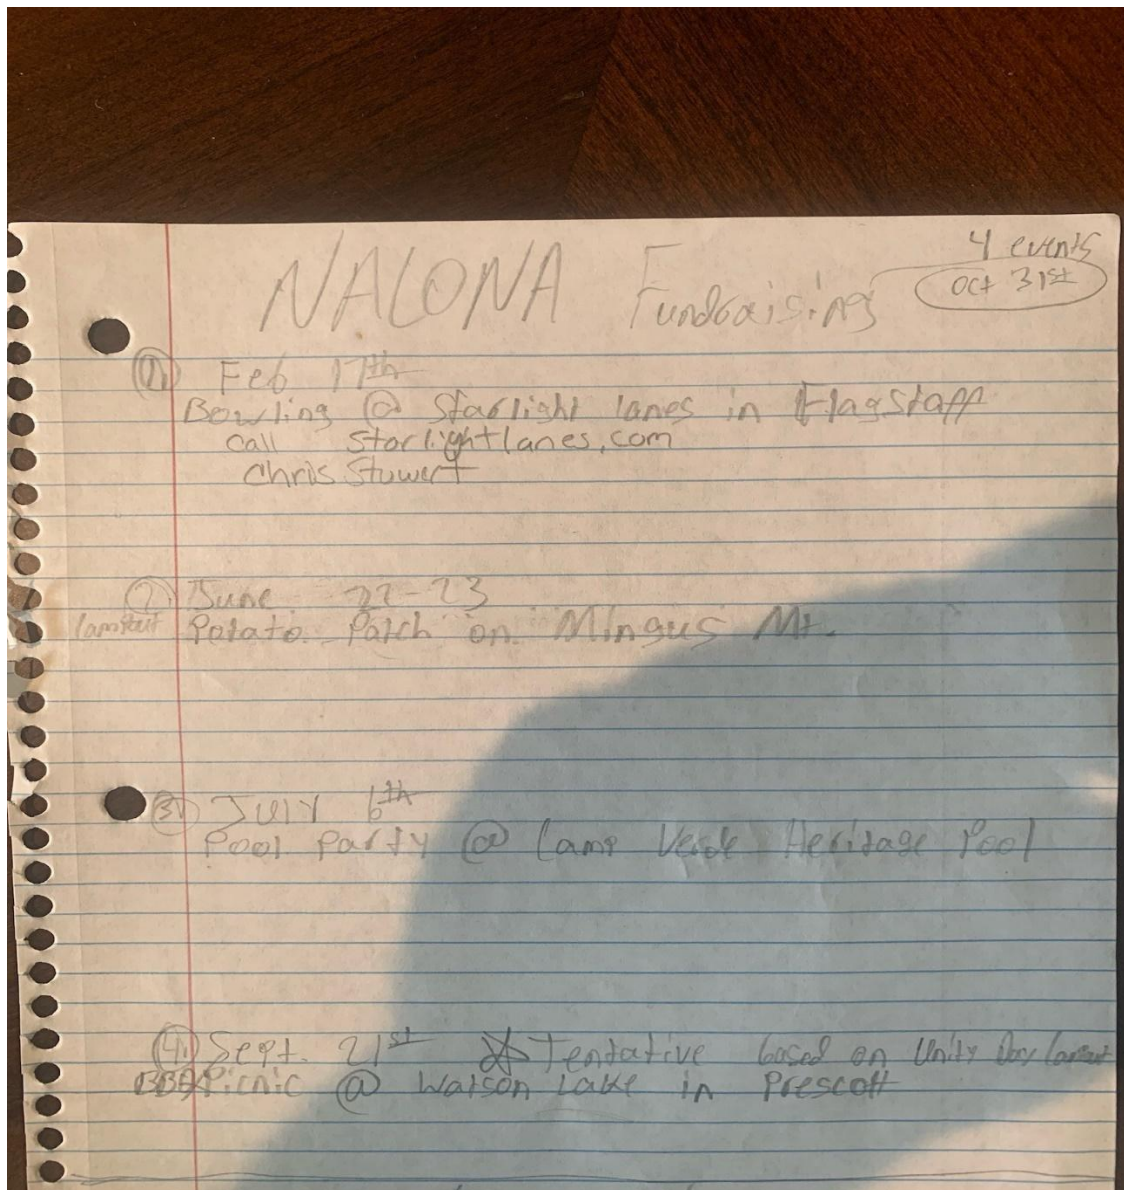 4 events
NALONA Fundraising
Oct 31st
1. Feb 17th
Bowling @ Starlight lanes in Flagstaff
call starlightlanes.com
Chris Stuwert
2. June 22-23
Potato Patch on Mingus Mt.
3. July 6th
Pool Party @ Camp Verde Heritage Pool
4. Sept. 21st ☆ Tentative based on Unity Day
BBQ Picnic @ Watson Lake in Prescott